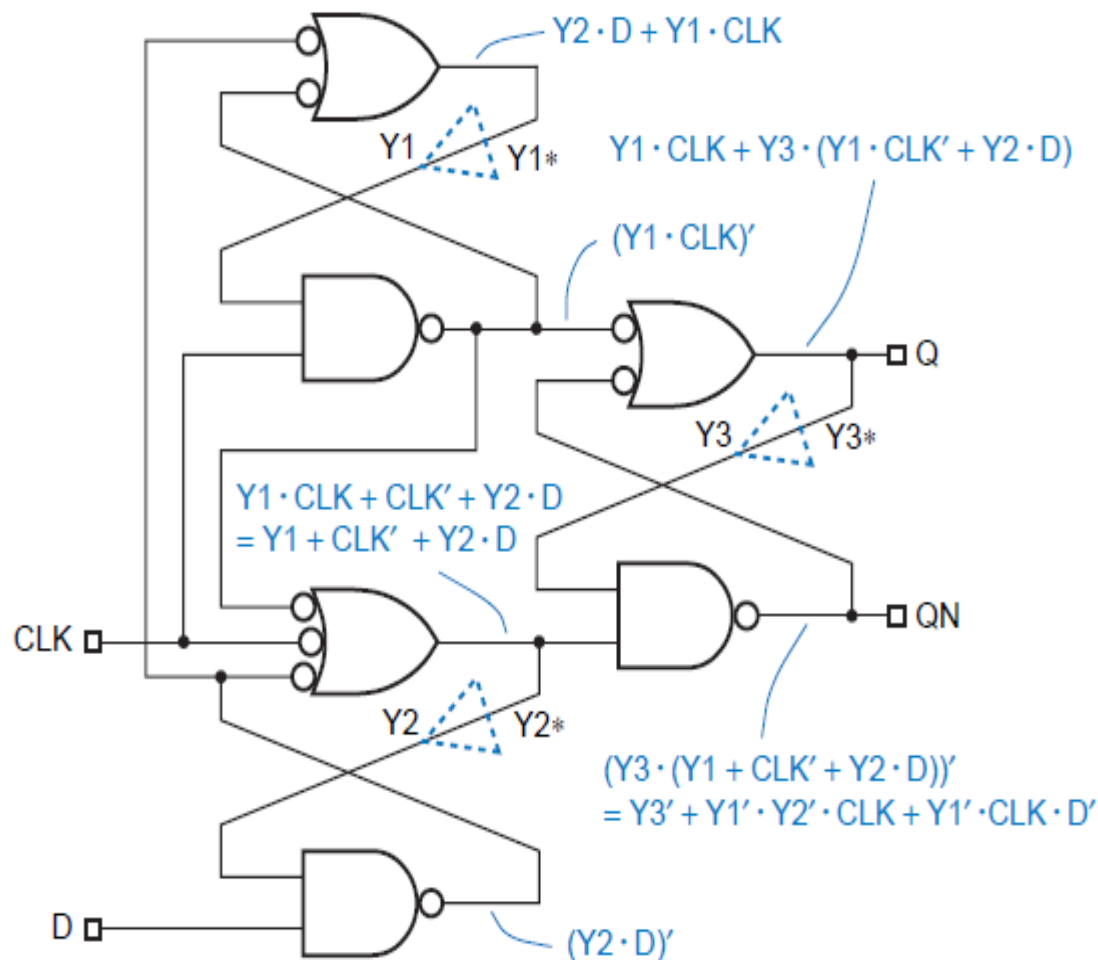 Y2 · D + Y1 · CLK
Y1
Y1*
Y1 · CLK + Y3 · (Y1 · CLK′ + Y2 · D)
(Y1 · CLK)′
Q
Y3
Y3*
Y1 · CLK + CLK′ + Y2 · D
= Y1 + CLK′ + Y2 · D
CLK
QN
Y2
Y2*
(Y3 · (Y1 + CLK′ + Y2 · D))′
= Y3′ + Y1′ · Y2′ · CLK + Y1′ · CLK · D′
D
(Y2 · D)′